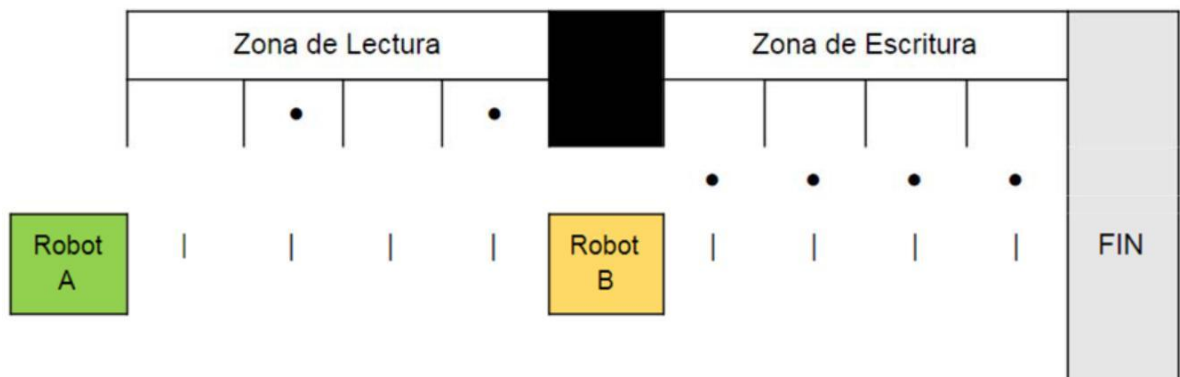 Zona de Lectura
Zona de Escritura
Robot
A
Robot
B
FIN